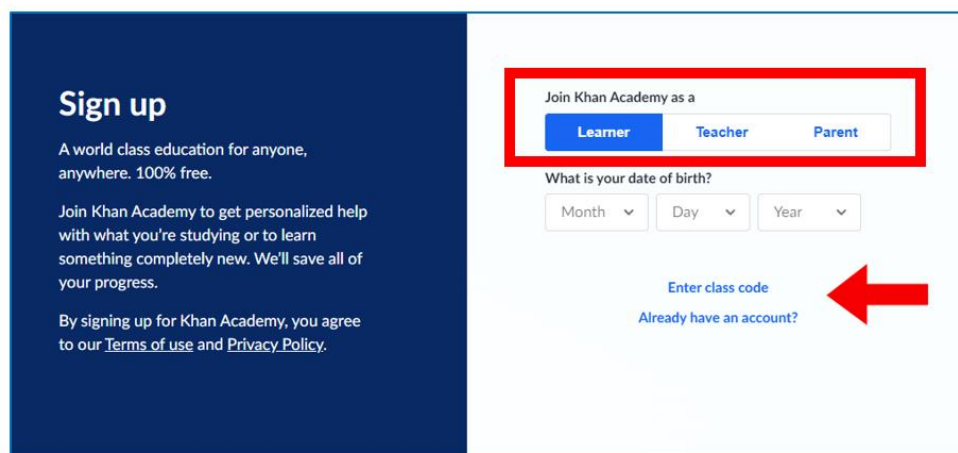 Sign up
A world class education for anyone,
anywhere. 100% free.
Join Khan Academy to get personalized help
with what you're studying or to learn
something completely new. We'll save all of
your progress.
By signing up for Khan Academy, you agree
to our Terms of use and Privacy Policy.
Join Khan Academy as a
Learner Teacher Parent
What is your date of birth?
Month Day Year
Enter class code
Already have an account?